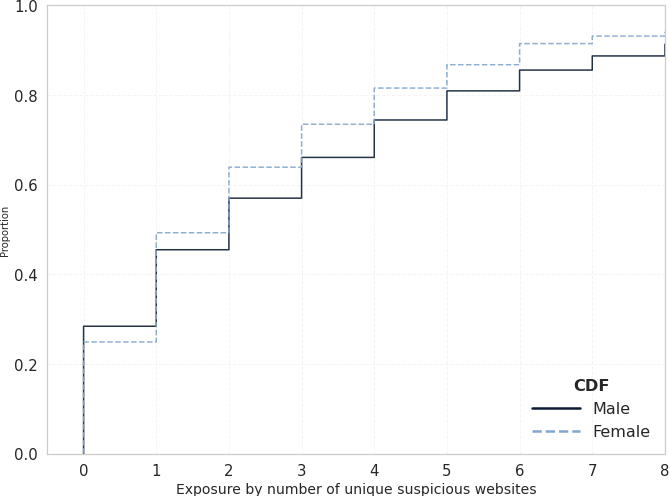 1.0
0.8
0.6
0.4
0.2
0.0
Proportion
CDF
Male
Female
0 1 2 3 4 5 6 7 8
Exposure by number of unique suspicious websites